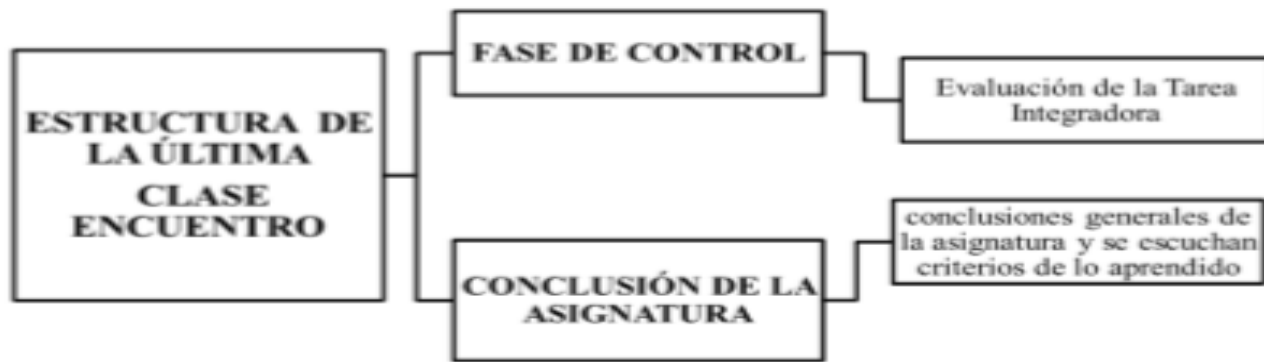 ESTRUCTURA DE
LA ÚLTIMA
CLASE
ENCUENTRO
FASE DE CONTROL
Evaluación de la Tarea
Integradora
CONCLUSIÓN DE LA
ASIGNATURA
conclusiones generales de
la asignatura y se escuchan
criterios de lo aprendido